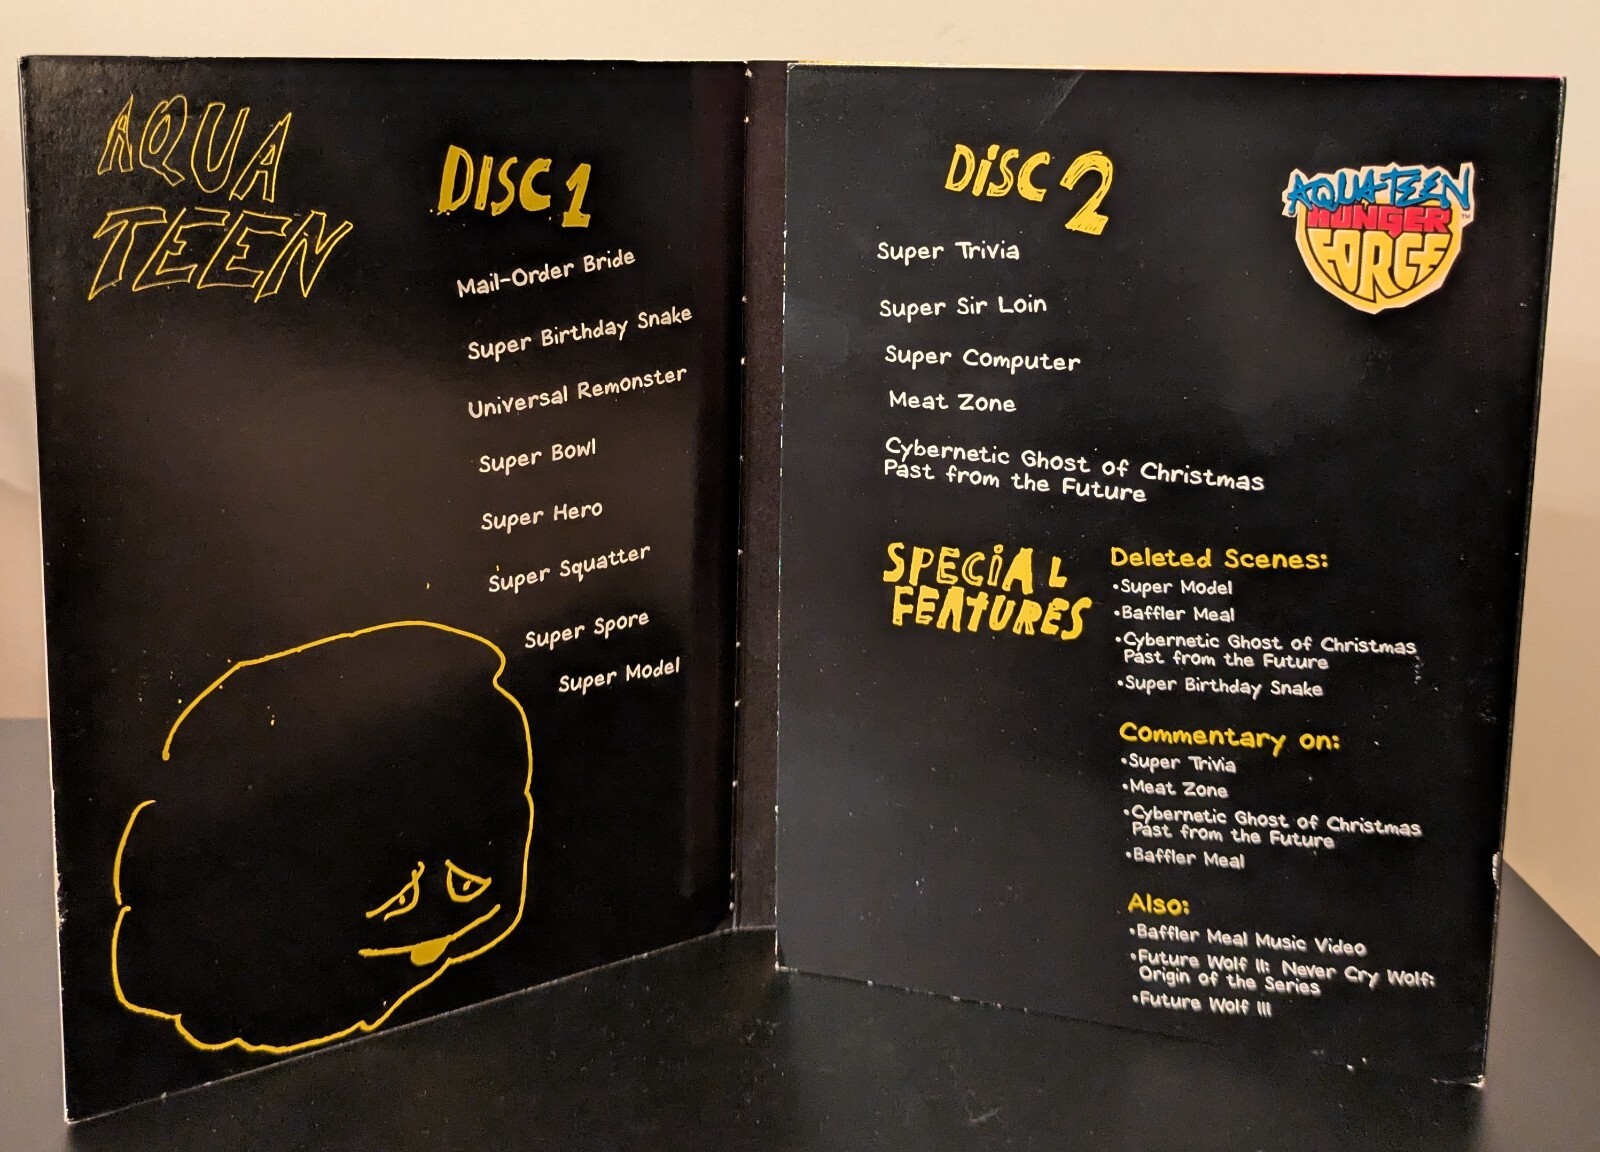 AQUA
TEEN
DISC 1
Mail-Order Bride
Super Birthday Snake
Universal Remonster
Super Bowl
Super Hero
Super Squatter
Super Spore
Super Model
DISC 2
Super Trivia
Super Sir Loin
Super Computer
Meat Zone
Cybernetic Ghost of Christmas
Past from the Future
AQUA TEEN
HUNGER
FORCE
TM
SPECIAL
FEATURES
Deleted Scenes:
•Super Model
•Baffler Meal
•Cybernetic Ghost of Christmas
Past from the Future
•Super Birthday Snake
Commentary on:
•Super Trivia
•Meat Zone
•Cybernetic Ghost of Christmas
Past from the Future
•Baffler Meal
Also:
•Baffler Meal Music Video
•Future Wolf II: Never Cry Wolf:
Origin of the Series
•Future Wolf III